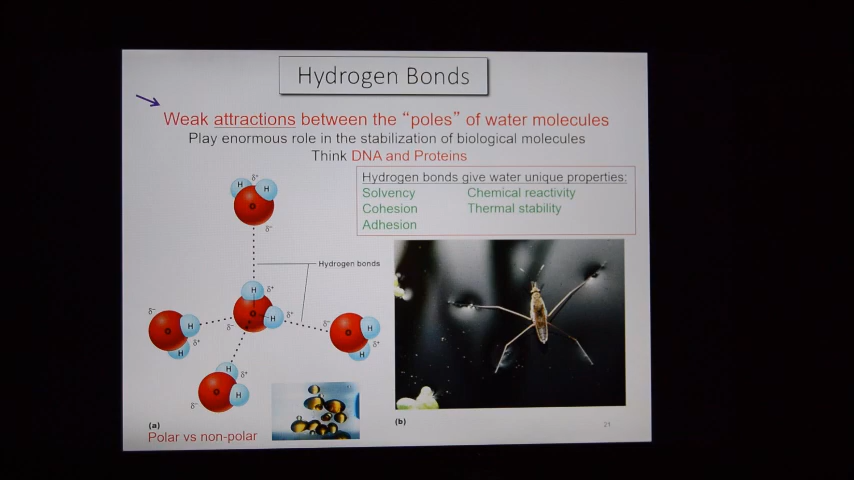 Hydrogen Bonds
Weak attractions between the “poles” of water molecules
Play enormous role in the stabilization of biological molecules
Think DNA and Proteins
Hydrogen bonds give water unique properties:
Solvency Chemical reactivity
Cohesion Thermal stability
Adhesion
H δ+ H
O
δ−
Hydrogen bonds
H δ+
δ− O H δ+ δ−
δ− O H δ+ H
δ− O H δ+ H
H δ+
δ− O H
(a)
Polar vs non-polar
(b)
21